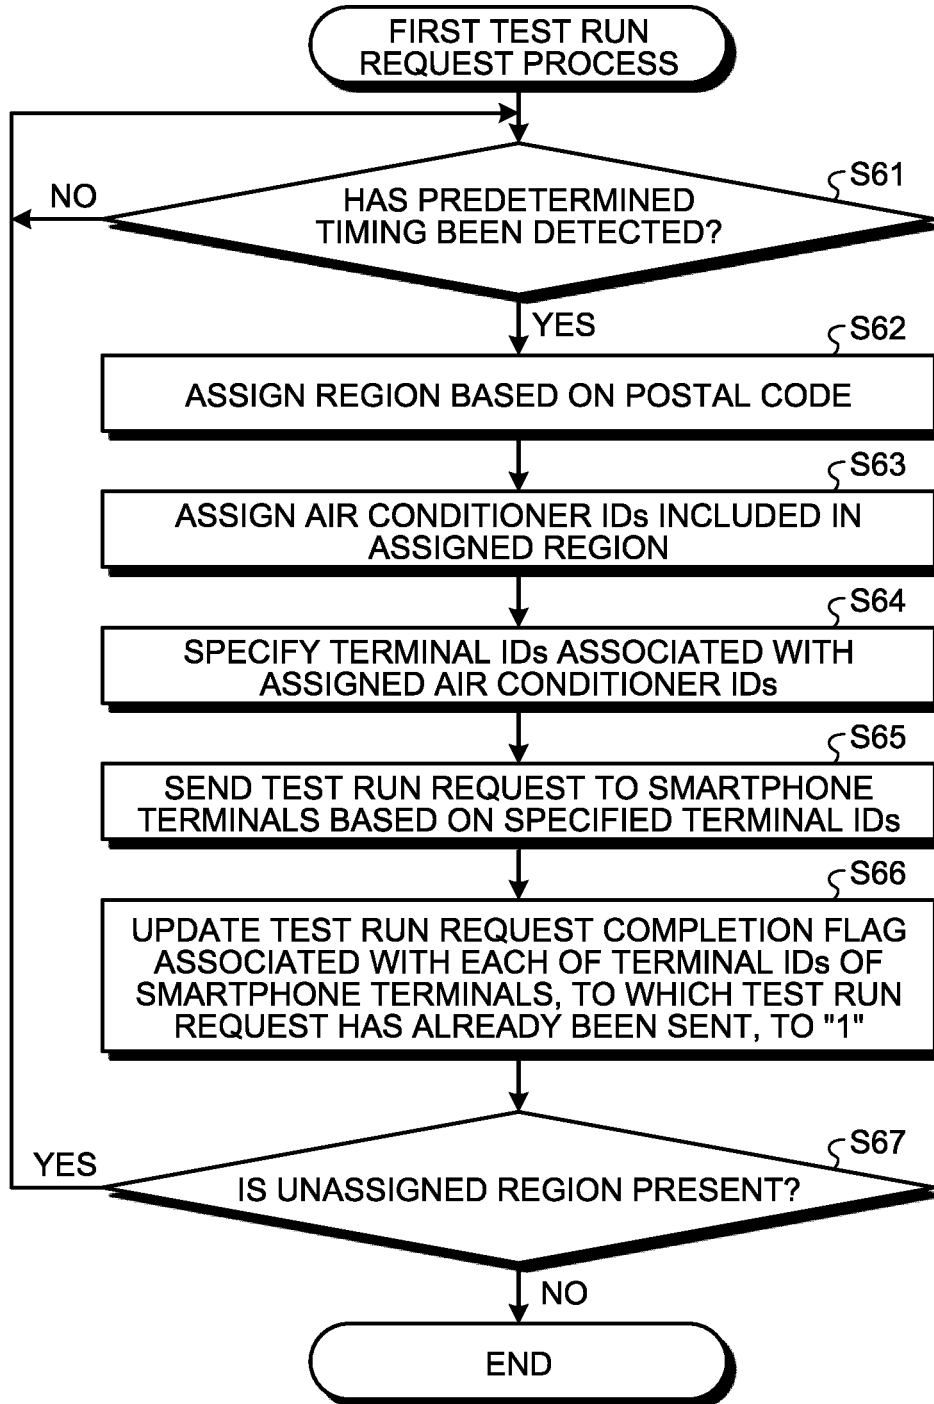 FIRST TEST RUN
REQUEST PROCESS
S61
NO
HAS PREDETERMINED
TIMING BEEN DETECTED?
YES
S62
ASSIGN REGION BASED ON POSTAL CODE
S63
ASSIGN AIR CONDITIONER IDs INCLUDED IN
ASSIGNED REGION
S64
SPECIFY TERMINAL IDs ASSOCIATED WITH
ASSIGNED AIR CONDITIONER IDs
S65
SEND TEST RUN REQUEST TO SMARTPHONE
TERMINALS BASED ON SPECIFIED TERMINAL IDs
S66
UPDATE TEST RUN REQUEST COMPLETION FLAG
ASSOCIATED WITH EACH OF TERMINAL IDs OF
SMARTPHONE TERMINALS, TO WHICH TEST RUN
REQUEST HAS ALREADY BEEN SENT, TO "1"
S67
YES
IS UNASSIGNED REGION PRESENT?
NO
END